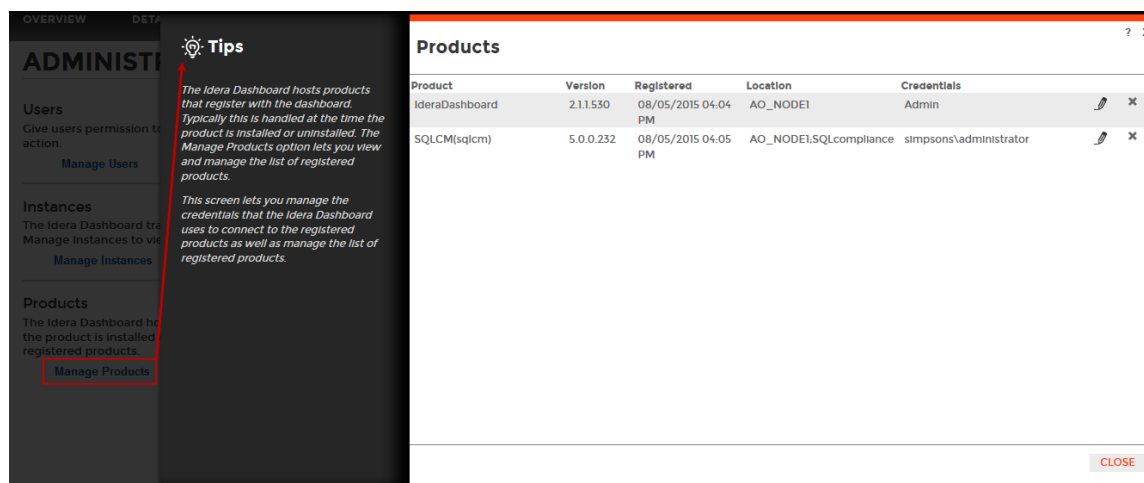 OVERVIEW
ADMINIST
Users
Give users permission to
action.
Manage Users
Instances
The Idera Dashboard tra
Manage Instances to vie
Manage Instances
Products
The Idera Dashboard ho
the product is installed
registered products.
Manage Products
Tips
The Idera Dashboard hosts products
that register with the dashboard.
Typically this is handled at the time the
product is installed or uninstalled. The
Manage Products option lets you view
and manage the list of registered
products.
This screen lets you manage the
credentials that the Idera Dashboard
uses to connect to the registered
products as well as manage the list of
registered products.
?
Products
Product Version Registered Location Credentials
IderaDashboard 2.1.1.530 08/05/2015 04:04 AO_NODE1 Admin
PM
SQLCM(sqlcm) 5.0.0.232 08/05/2015 04:05 AO_NODE1;SQLcompliance simpsons\administrator
PM
CLOSE